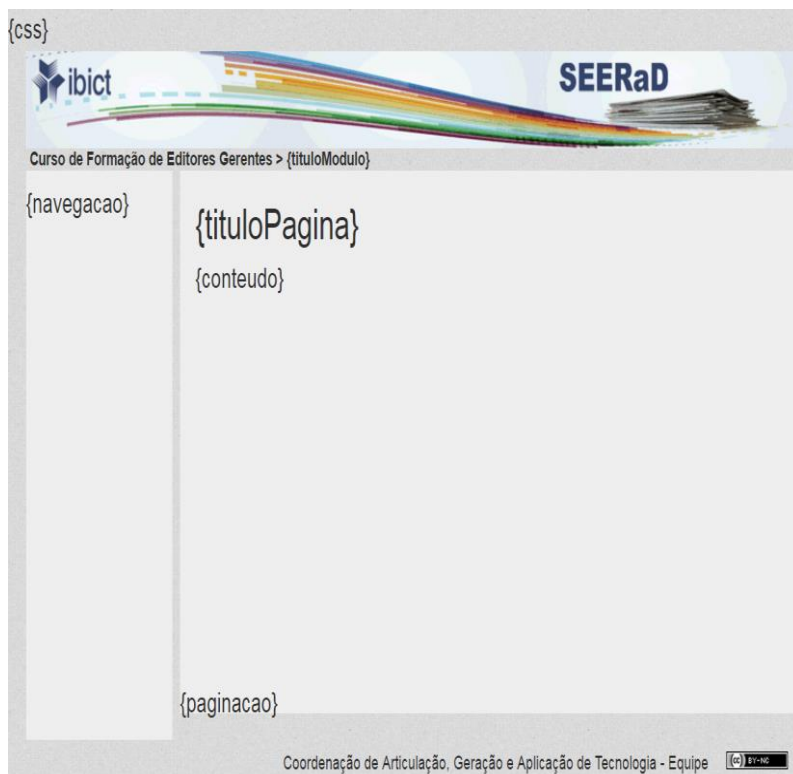 {css}
ibict
SEERaD
Curso de Formação de Editores Gerentes > {tituloModulo}
{navegacao}
{tituloPagina}
{conteudo}
{paginacao}
Coordenação de Articulação, Geração e Aplicação de Tecnologia - Equipe
cc BY-NC